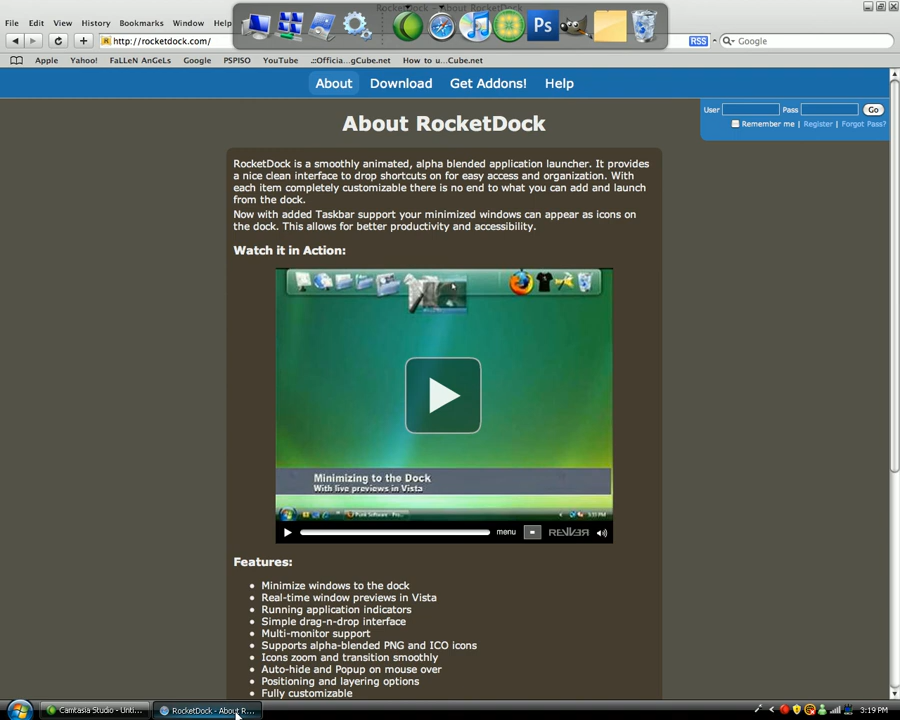 RocketDock - About RocketDock
File Edit View History Bookmarks Window Help
http://rocketdock.com/
RSS
Google
Apple Yahoo! FaLLeN AnGeLs Google PSPISO YouTube .::Officia...gCube.net How to u...Cube.net
Ps
About Download Get Addons! Help
User Pass Go
Remember me | Register | Forgot Pass?
About RocketDock
RocketDock is a smoothly animated, alpha blended application launcher. It provides
a nice clean interface to drop shortcuts on for easy access and organization. With
each item completely customizable there is no end to what you can add and launch
from the dock.
Now with added Taskbar support your minimized windows can appear as icons on
the dock. This allows for better productivity and accessibility.
Watch it in Action:
Minimizing to the Dock
With live previews in Vista
menu REVVER
Features:
Minimize windows to the dock
Real-time window previews in Vista
Running application indicators
Simple drag-n-drop interface
Multi-monitor support
Supports alpha-blended PNG and ICO icons
Icons zoom and transition smoothly
Auto-hide and Popup on mouse over
Positioning and layering options
Fully customizable
Camtasia Studio - Unti...
RocketDock - About R...
3:19 PM